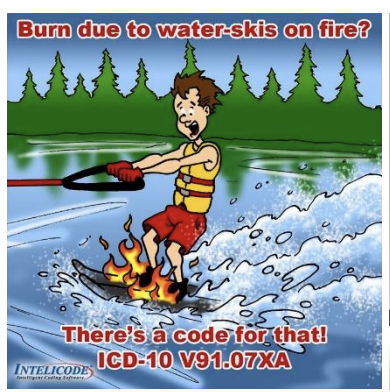 Burn due to water-skis on fire?
There's a code for that!
ICD-10 V91.07XA
INTELICODE
Intelligent Coding Software